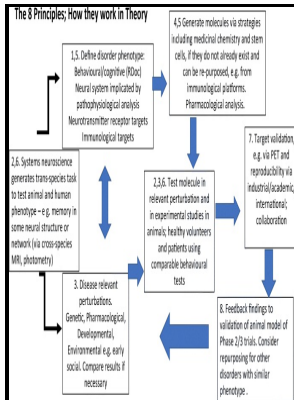 The 8 Principles; How they work in Theory
1,5. Define disorder phenotype:
Behavioural/cognitive (RDoc)
Neural system implicated by
pathophysiological analysis
Neurotransmitter receptor targets
Immunological targets
4,5 Generate molecules via strategies
including medicinal chemistry and stem
cells, if they do not already exist and
can be re-purposed, e.g. from
immunological platforms.
Pharmacological analysis.
2,6. Systems neuroscience
generates trans-species task
to test animal and human
phenotype – e.g. memory in
some neural structure or
network (via cross-species
MRI, photometry)
2,3,6. Test molecule in
relevant perturbation and
in experimental studies in
animals; healthy volunteers
and patients using
comparable behavioural
tests
7. Target validation,
e.g. via PET and
reproducibility via
industrial/academic,
international;
collaboration
3. Disease relevant
perturbations.
Genetic, Pharmacological,
Developmental,
Environmental e.g. early
social. Compare results if
necessary
8. Feedback findings to
validation of animal model of
Phase 2/3 trials. Consider
repurposing for other
disorders with similar
phenotype .